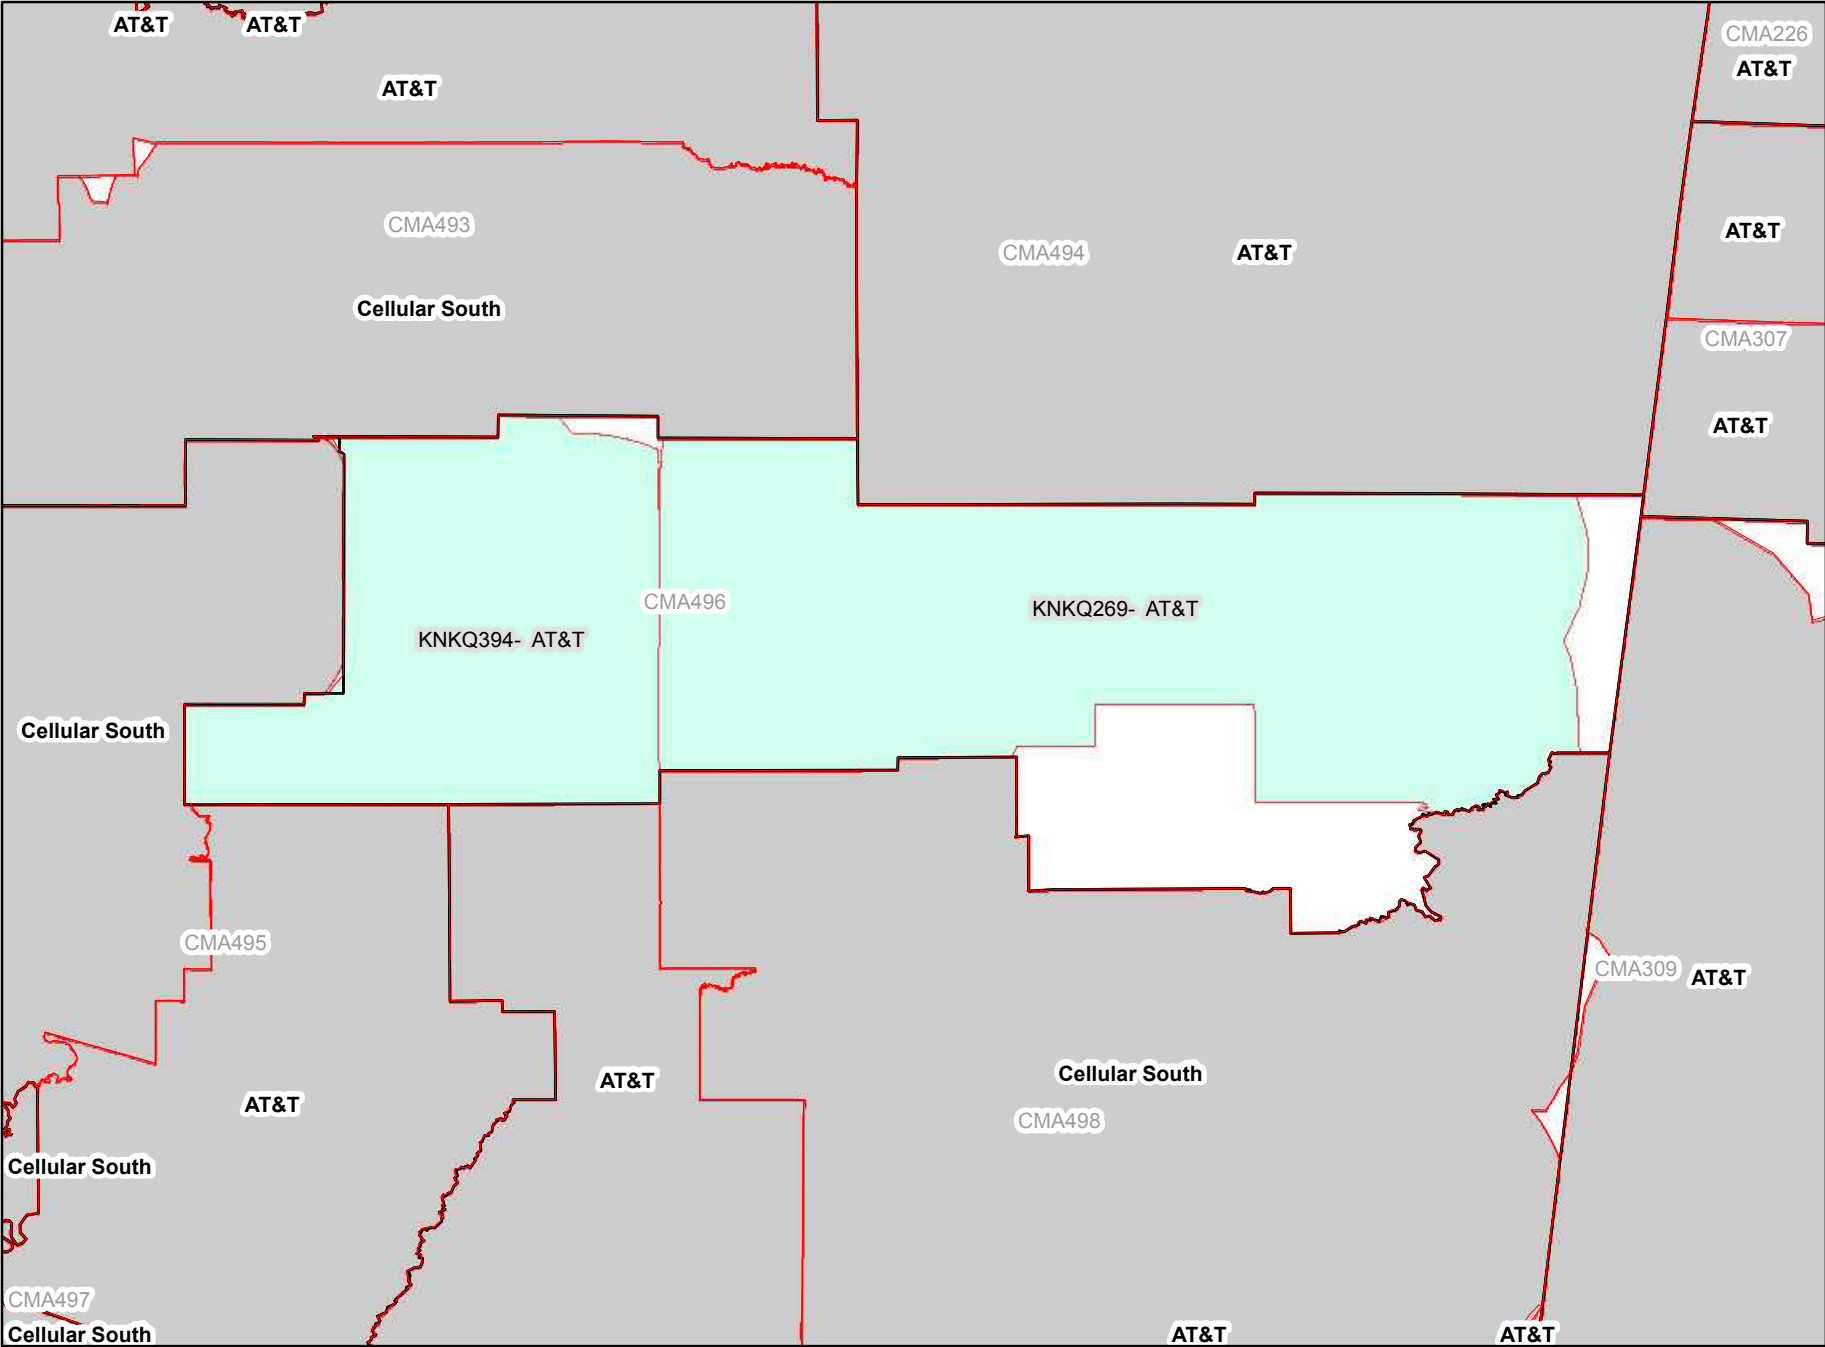 AT&T
AT&T
CMA226
AT&T
AT&T
CMA493
AT&T
CMA494
AT&T
Cellular South
CMA307
AT&T
CMA496
KNKQ269- AT&T
KNKQ394- AT&T
Cellular South
CMA495
CMA309
AT&T
Cellular South
AT&T
AT&T
CMA498
Cellular South
CMA497
Cellular South
AT&T
AT&T